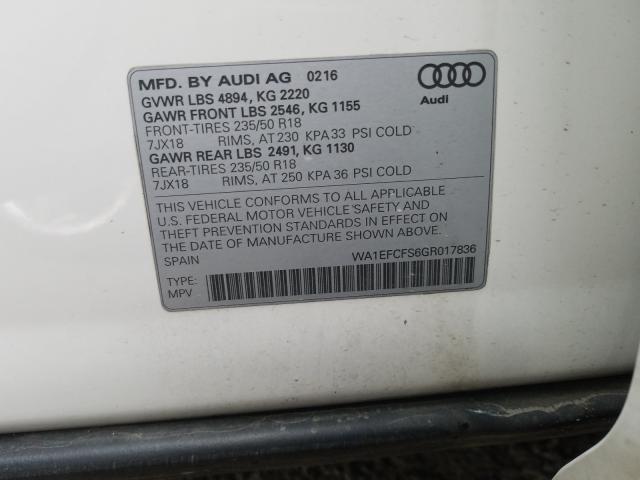 MFD. BY AUDI AG 0216
GVWR LBS 4894, KG 2220
GAWR FRONT LBS 2546, KG 1155
FRONT-TIRES 235/50 R18
7JX18 RIMS, AT 230 KPA 33 PSI COLD
GAWR REAR LBS 2491, KG 1130
REAR-TIRES 235/50 R18
7JX18 RIMS, AT 250 KPA 36 PSI COLD
Audi
THIS VEHICLE CONFORMS TO ALL APPLICABLE
U.S. FEDERAL MOTOR VEHICLE SAFETY AND
THEFT PREVENTION STANDARDS IN EFFECT ON
THE DATE OF MANUFACTURE SHOWN ABOVE.
SPAIN WA1EFCFS6GR017836
TYPE:
MPV